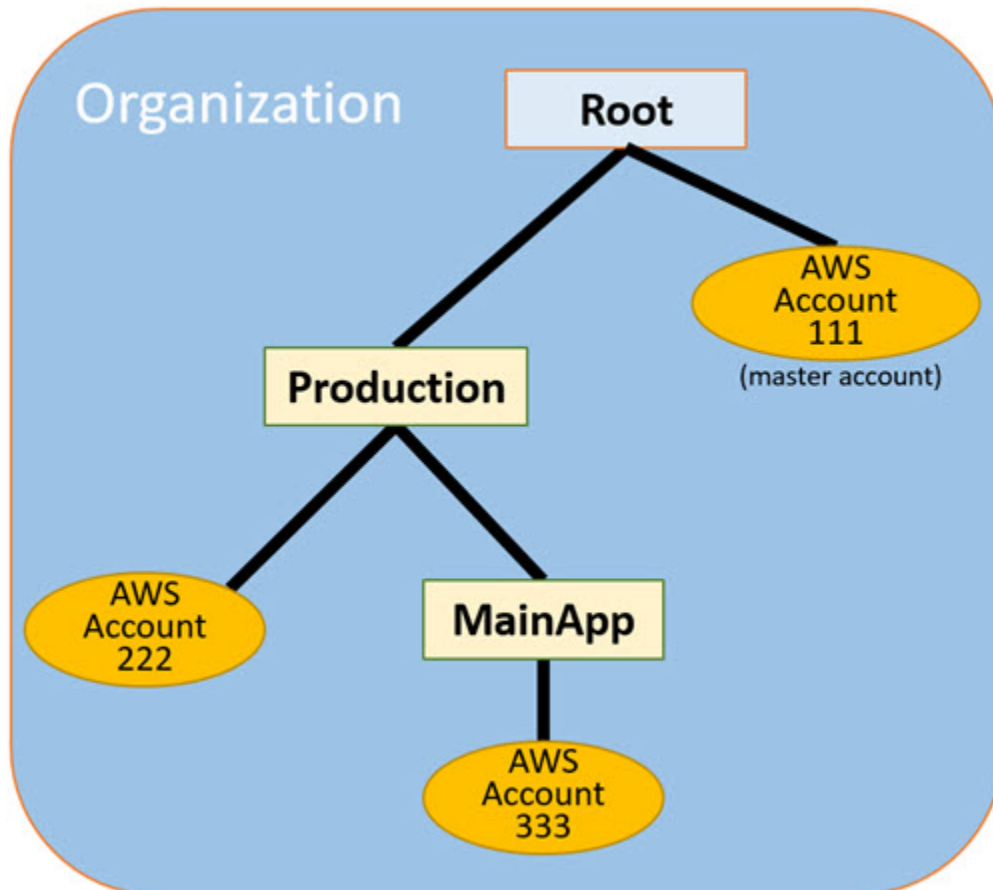 Organization
Root
AWS
Account
111
(master account)
Production
AWS
Account
222
MainApp
AWS
Account
333